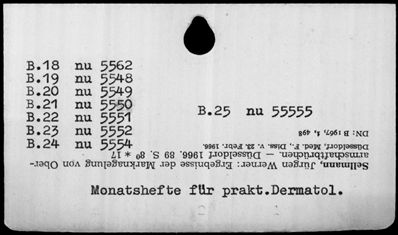 B.18 nu 5562
B.19 nu 5548
B.20 nu 5549
B.21 nu 5550
B.22 nu 5551
B.23 nu 5552
B.24 nu 5554
B.25 nu 55555
Sellmann, Jürgen Werner: Ergebnisse der Marknagelung von Ober-
armschaftbrüchen. — Düsseldorf 1966. 89 S. 8° *17
Düsseldorf, Med. F., Diss. v. 23. Febr. 1966.
DN: B 1967, 1, 498
Monatshefte für prakt.Dermatol.